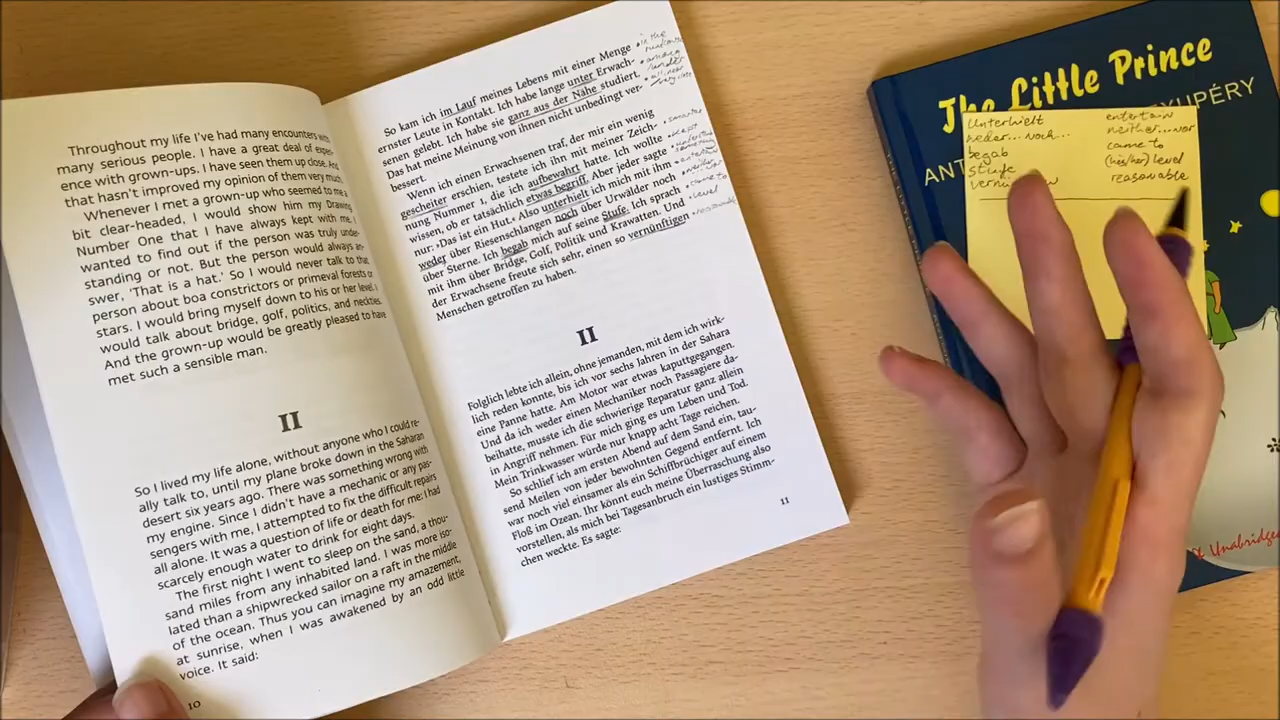 Throughout my life I've had many encounters with
many serious people. I have a great deal of experi-
ence with grown-ups. I have seen them up close. And
that hasn't improved my opinion of them very much.
Whenever I met a grown-up who seemed to me a
bit clear-headed, I would show him my Drawing
Number One that I have always kept with me. I
wanted to find out if the person was truly under-
standing or not. But the person would always an-
swer, 'That is a hat.' So I would never talk to that
person about boa constrictors or primeval forests or
stars. I would bring myself down to his or her level. I
would talk about bridge, golf, politics, and neckties.
And the grown-up would be greatly pleased to have
met such a sensible man.
II
So I lived my life alone, without anyone who I could re-
ally talk to, until my plane broke down in the Saharan
desert six years ago. There was something wrong with
my engine. Since I didn't have a mechanic or any pas-
sengers with me, I attempted to fix the difficult repairs
all alone. It was a question of life or death for me: I had
scarcely enough water to drink for eight days.
The first night I went to sleep on the sand, a thou-
sand miles from any inhabited land. I was more iso-
lated than a shipwrecked sailor on a raft in the middle
of the ocean. Thus you can imagine my amazement,
at sunrise, when I was awakened by an odd little
voice. It said:
10
So kam ich im Lauf meines Lebens mit einer Menge
ernster Leute in Kontakt. Ich habe lange unter Erwach-
senen gelebt. Ich habe sie ganz aus der Nähe studiert.
Das hat meine Meinung von ihnen nicht unbedingt ver-
bessert.
Wenn ich einen Erwachsenen traf, der mir ein wenig
gescheiter erschien, testete ich ihn mit meiner Zeich-
nung Nummer 1, die ich aufbewahrt hatte. Ich wollte
wissen, ob er tatsächlich etwas begriff. Aber jeder sagte
nur: »Das ist ein Hut.« Also unterhielt ich mich mit ihm
weder über Riesenschlangen noch über Urwälder noch
über Sterne. Ich begab mich auf seine Stufe. Ich sprach
mit ihm über Bridge, Golf, Politik und Krawatten. Und
der Erwachsene freute sich sehr, einen so vernünftigen
Menschen getroffen zu haben.
in the
among
under
smarter
kept
entertain
came to
level
reasonable
II
Folglich lebte ich allein, ohne jemanden, mit dem ich wirk-
lich reden konnte, bis ich vor sechs Jahren in der Sahara
eine Panne hatte. Am Motor war etwas kaputtgegangen.
Und da ich weder einen Mechaniker noch Passagiere da-
beihatte, musste ich die schwierige Reparatur ganz allein
in Angriff nehmen. Für mich ging es um Leben und Tod.
Mein Trinkwasser würde nur knapp acht Tage reichen.
So schlief ich am ersten Abend auf dem Sand ein, tau-
send Meilen von jeder bewohnten Gegend entfernt. Ich
war noch viel einsamer als ein Schiffbrüchiger auf einem
Floß im Ozean. Ihr könnt euch meine Überraschung also
vorstellen, als mich bei Tagesanbruch ein lustiges Stimm-
chen weckte. Es sagte:
11
The Little Prince
ANT
EXUPÉRY
Unterhielt entertain
weder... noch... neither...nor
begab came to
Stufe (his/her) level
reasonable
Unabridged